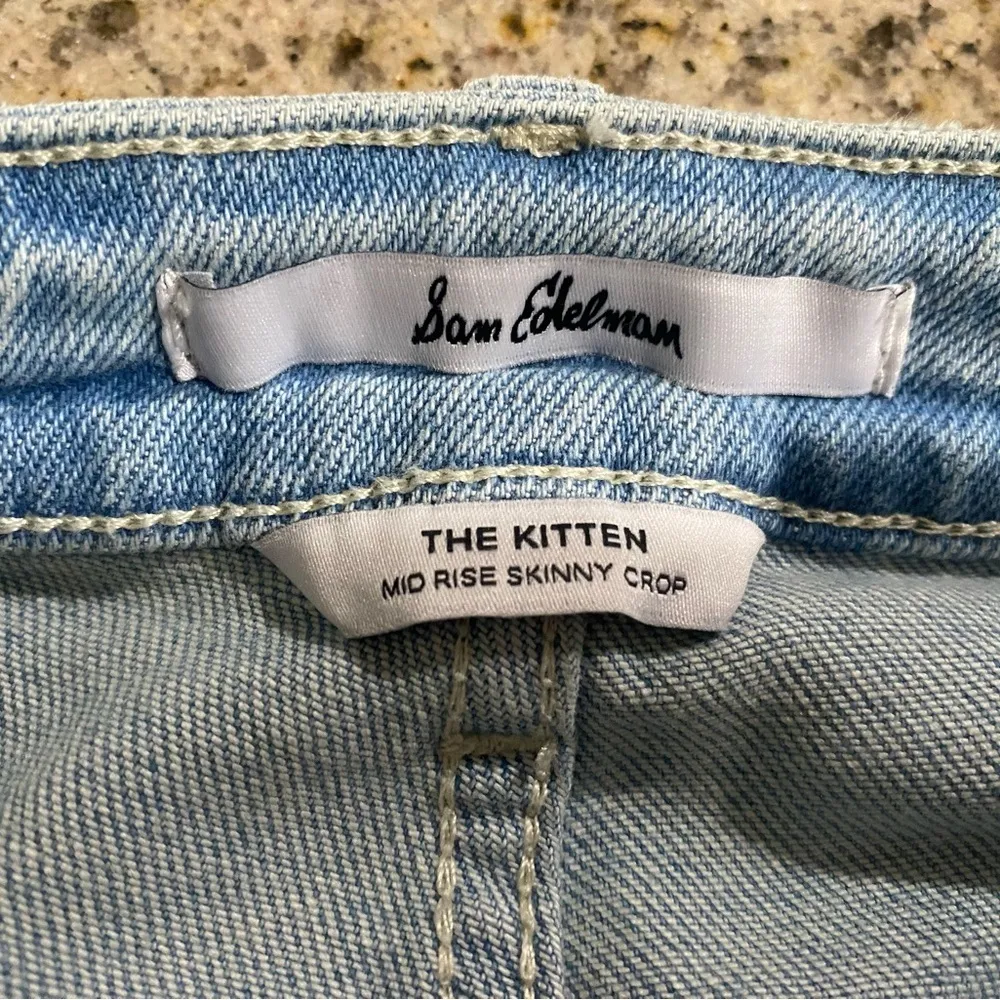 Sam Edelman
THE KITTEN
MID RISE SKINNY CROP